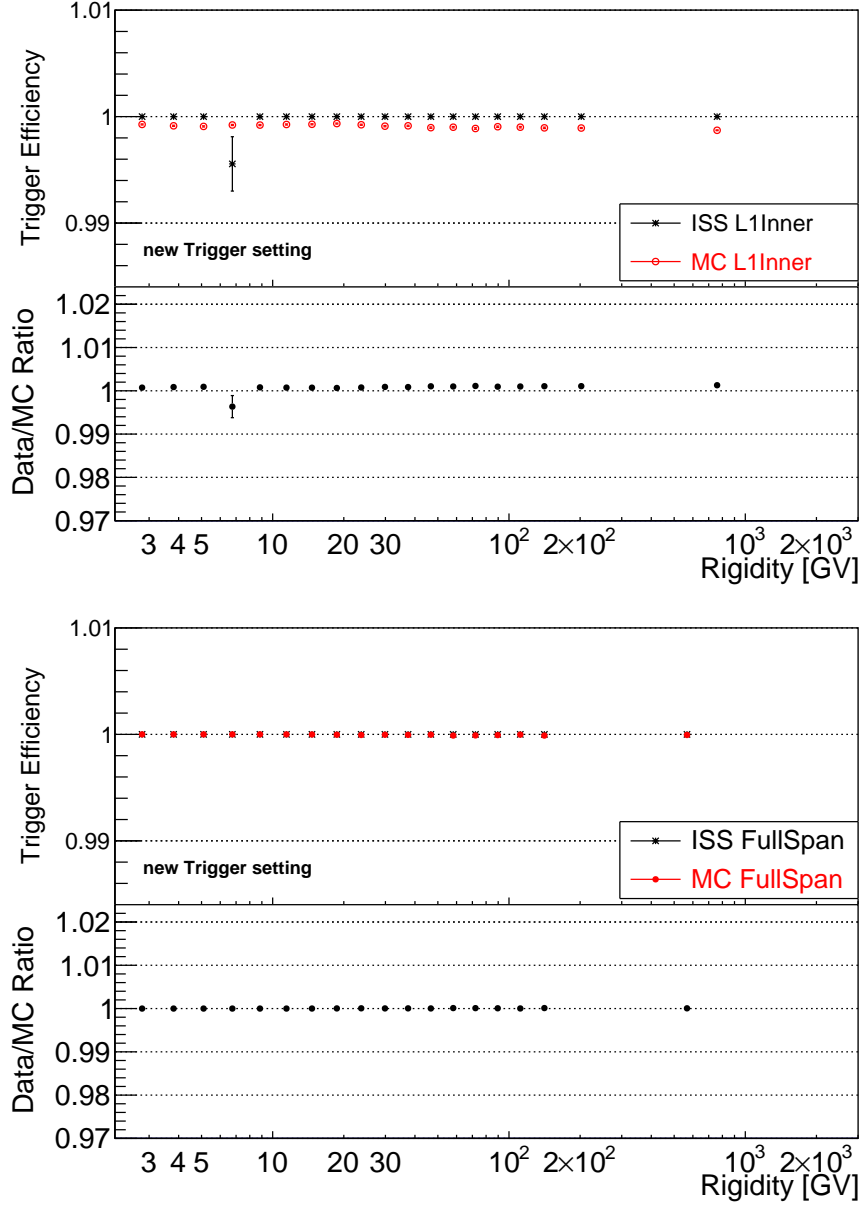 1.01
1
0.99
Trigger Efficiency
new Trigger setting
ISS L1Inner
MC L1Inner
1.02
1.01
1
0.99
0.98
0.97
Data/MC Ratio
3 4 5 10 20 30 10² 2×10² 10³ 2×10³
Rigidity [GV]
1.01
1
0.99
Trigger Efficiency
new Trigger setting
ISS FullSpan
MC FullSpan
1.02
1.01
1
0.99
0.98
0.97
Data/MC Ratio
3 4 5 10 20 30 10² 2×10² 10³ 2×10³
Rigidity [GV]